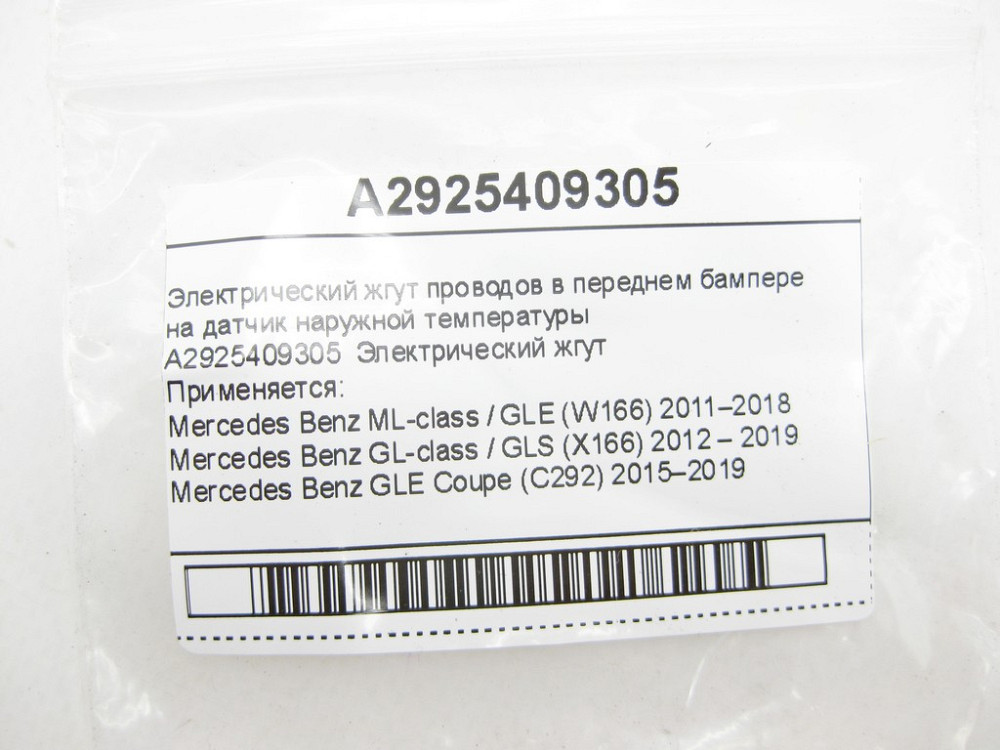 A2925409305
Электрический жгут проводов в переднем бампере
на датчик наружной температуры
A2925409305 Электрический жгут
Применяется:
Mercedes Benz ML-class / GLE (W166) 2011–2018
Mercedes Benz GL-class / GLS (X166) 2012 – 2019
Mercedes Benz GLE Coupe (C292) 2015–2019